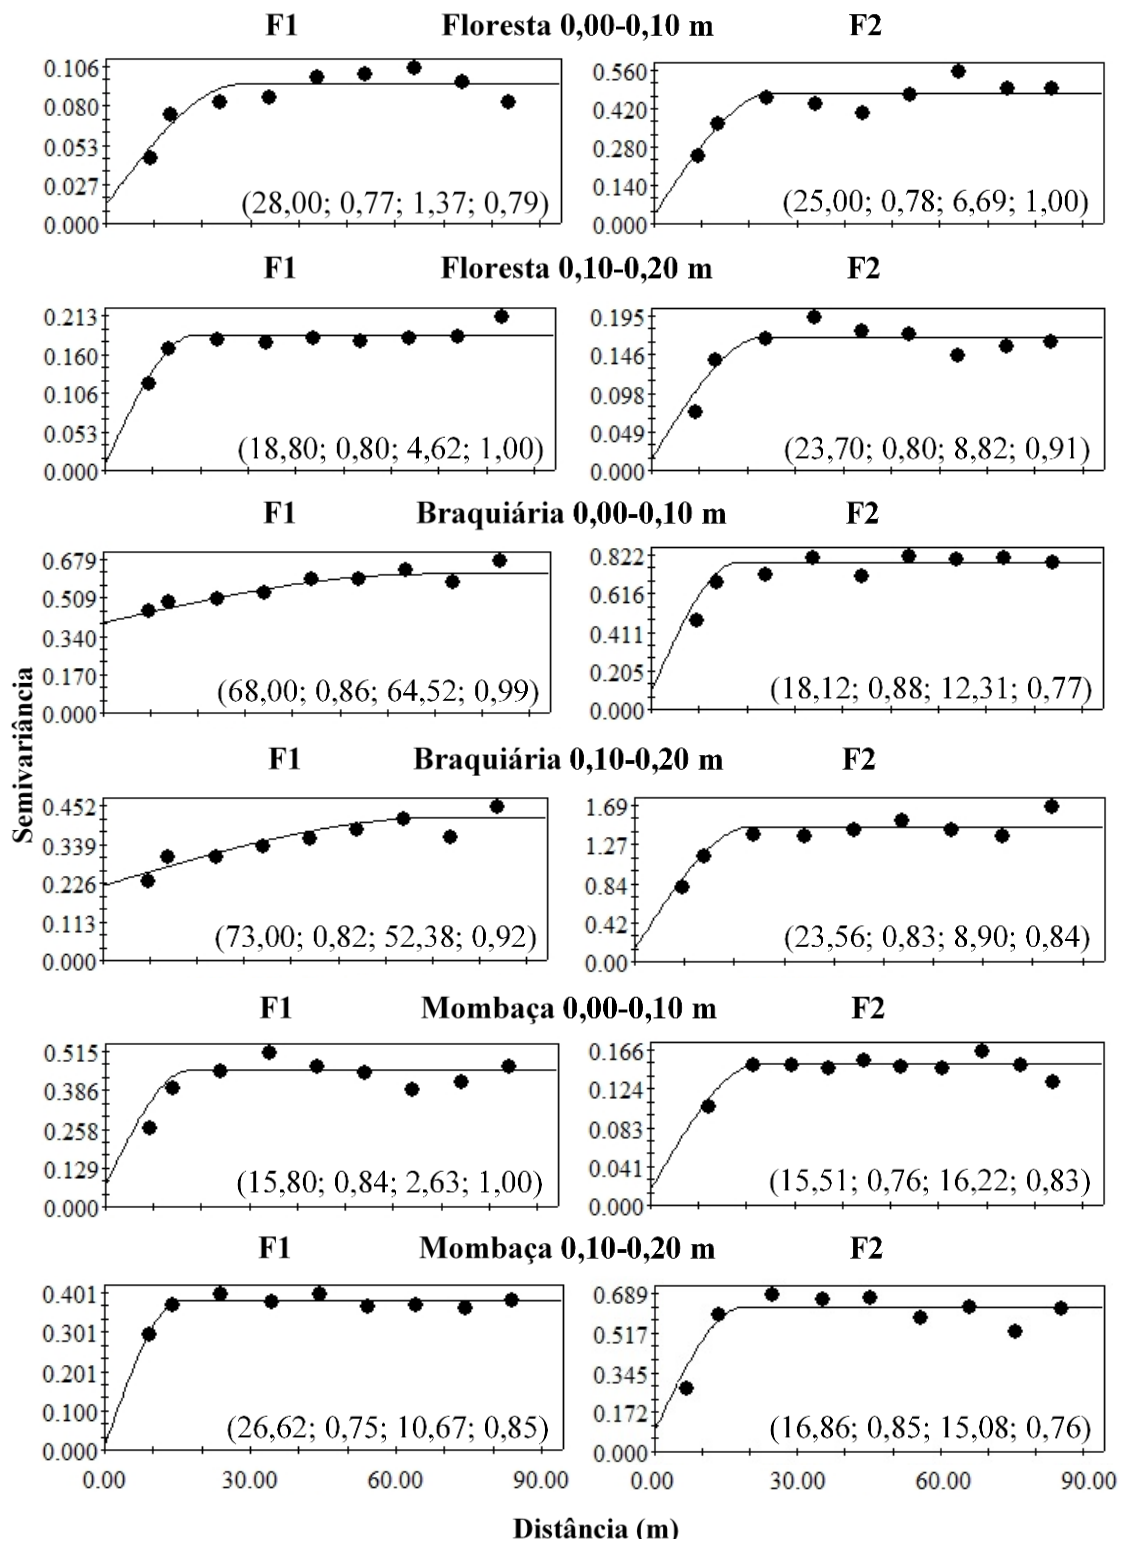 F1 Floresta 0,00-0,10 m F2
0.106
0.080
0.053
0.027
0.000
(28,00; 0,77; 1,37; 0,79)
0.560
0.420
0.280
0.140
0.000
(25,00; 0,78; 6,69; 1,00)
F1 Floresta 0,10-0,20 m F2
0.213
0.160
0.106
0.053
0.000
(18,80; 0,80; 4,62; 1,00)
0.195
0.146
0.098
0.049
0.000
(23,70; 0,80; 8,82; 0,91)
F1 Braquiária 0,00-0,10 m F2
0.679
0.509
0.340
0.170
0.000
(68,00; 0,86; 64,52; 0,99)
0.822
0.616
0.411
0.205
0.000
(18,12; 0,88; 12,31; 0,77)
Semivariância
F1 Braquiária 0,10-0,20 m F2
0.452
0.339
0.226
0.113
0.000
(73,00; 0,82; 52,38; 0,92)
1.69
1.27
0.84
0.42
0.00
(23,56; 0,83; 8,90; 0,84)
F1 Mombaça 0,00-0,10 m F2
0.515
0.386
0.258
0.129
0.000
(15,80; 0,84; 2,63; 1,00)
0.166
0.124
0.083
0.041
0.000
(15,51; 0,76; 16,22; 0,83)
F1 Mombaça 0,10-0,20 m F2
0.401
0.301
0.201
0.100
0.000
(26,62; 0,75; 10,67; 0,85)
0.689
0.517
0.345
0.172
0.000
(16,86; 0,85; 15,08; 0,76)
0.00 30.00 60.00 90.00 0.00 30.00 60.00 90.00
Distância (m)